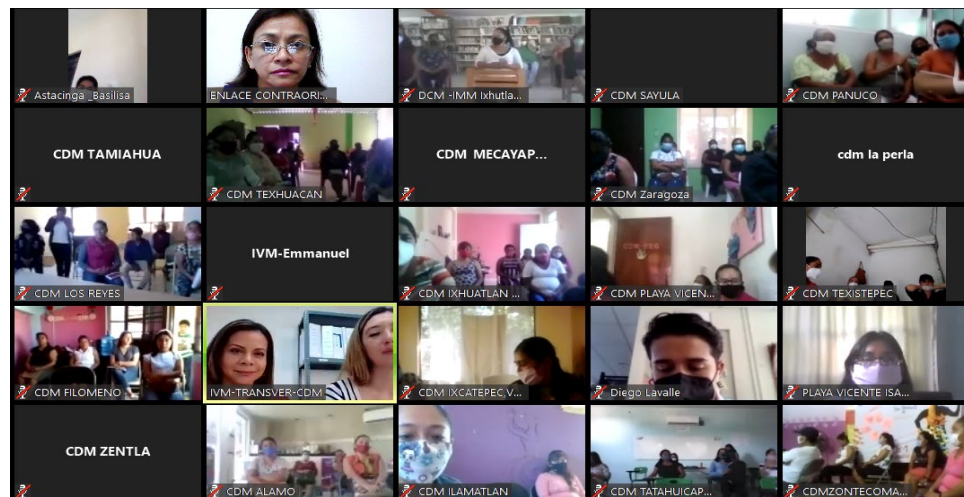 Astacinga _Basilisa
ENLACE CONTRAORI...
DCM -IMM Ixhutla...
CDM SAYULA
CDM PANUCO
CDM TAMIAHUA
CDM TEXHUACAN
CDM MECAYAP...
CDM Zaragoza
cdm la perla
CDM LOS REYES
IVM-Emmanuel
CDM IXHUATLAN ...
CDM PLAYA VICEN...
CDM TEXISTEPEC
CDM FILOMENO
IVM-TRANSVER-CDM
CDM IXCATEPEC,V...
Diego Lavalle
PLAYA VICENTE ISA...
CDM ZENTLA
CDM ALAMO
CDM ILAMATLAN
CDM TATAHUICAP...
CDMZONTECOMA...